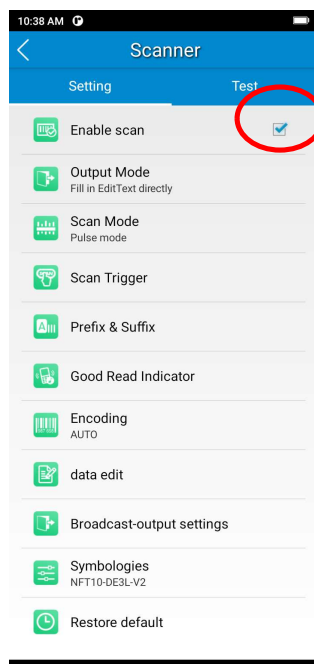 10:38 AM
Scanner
Setting
Test
Enable scan
Output Mode
Fill in EditText directly
Scan Mode
Pulse mode
Scan Trigger
Prefix & Suffix
Good Read Indicator
Encoding
AUTO
data edit
Broadcast-output settings
Symbologies
NFT10-DE3L-V2
Restore default